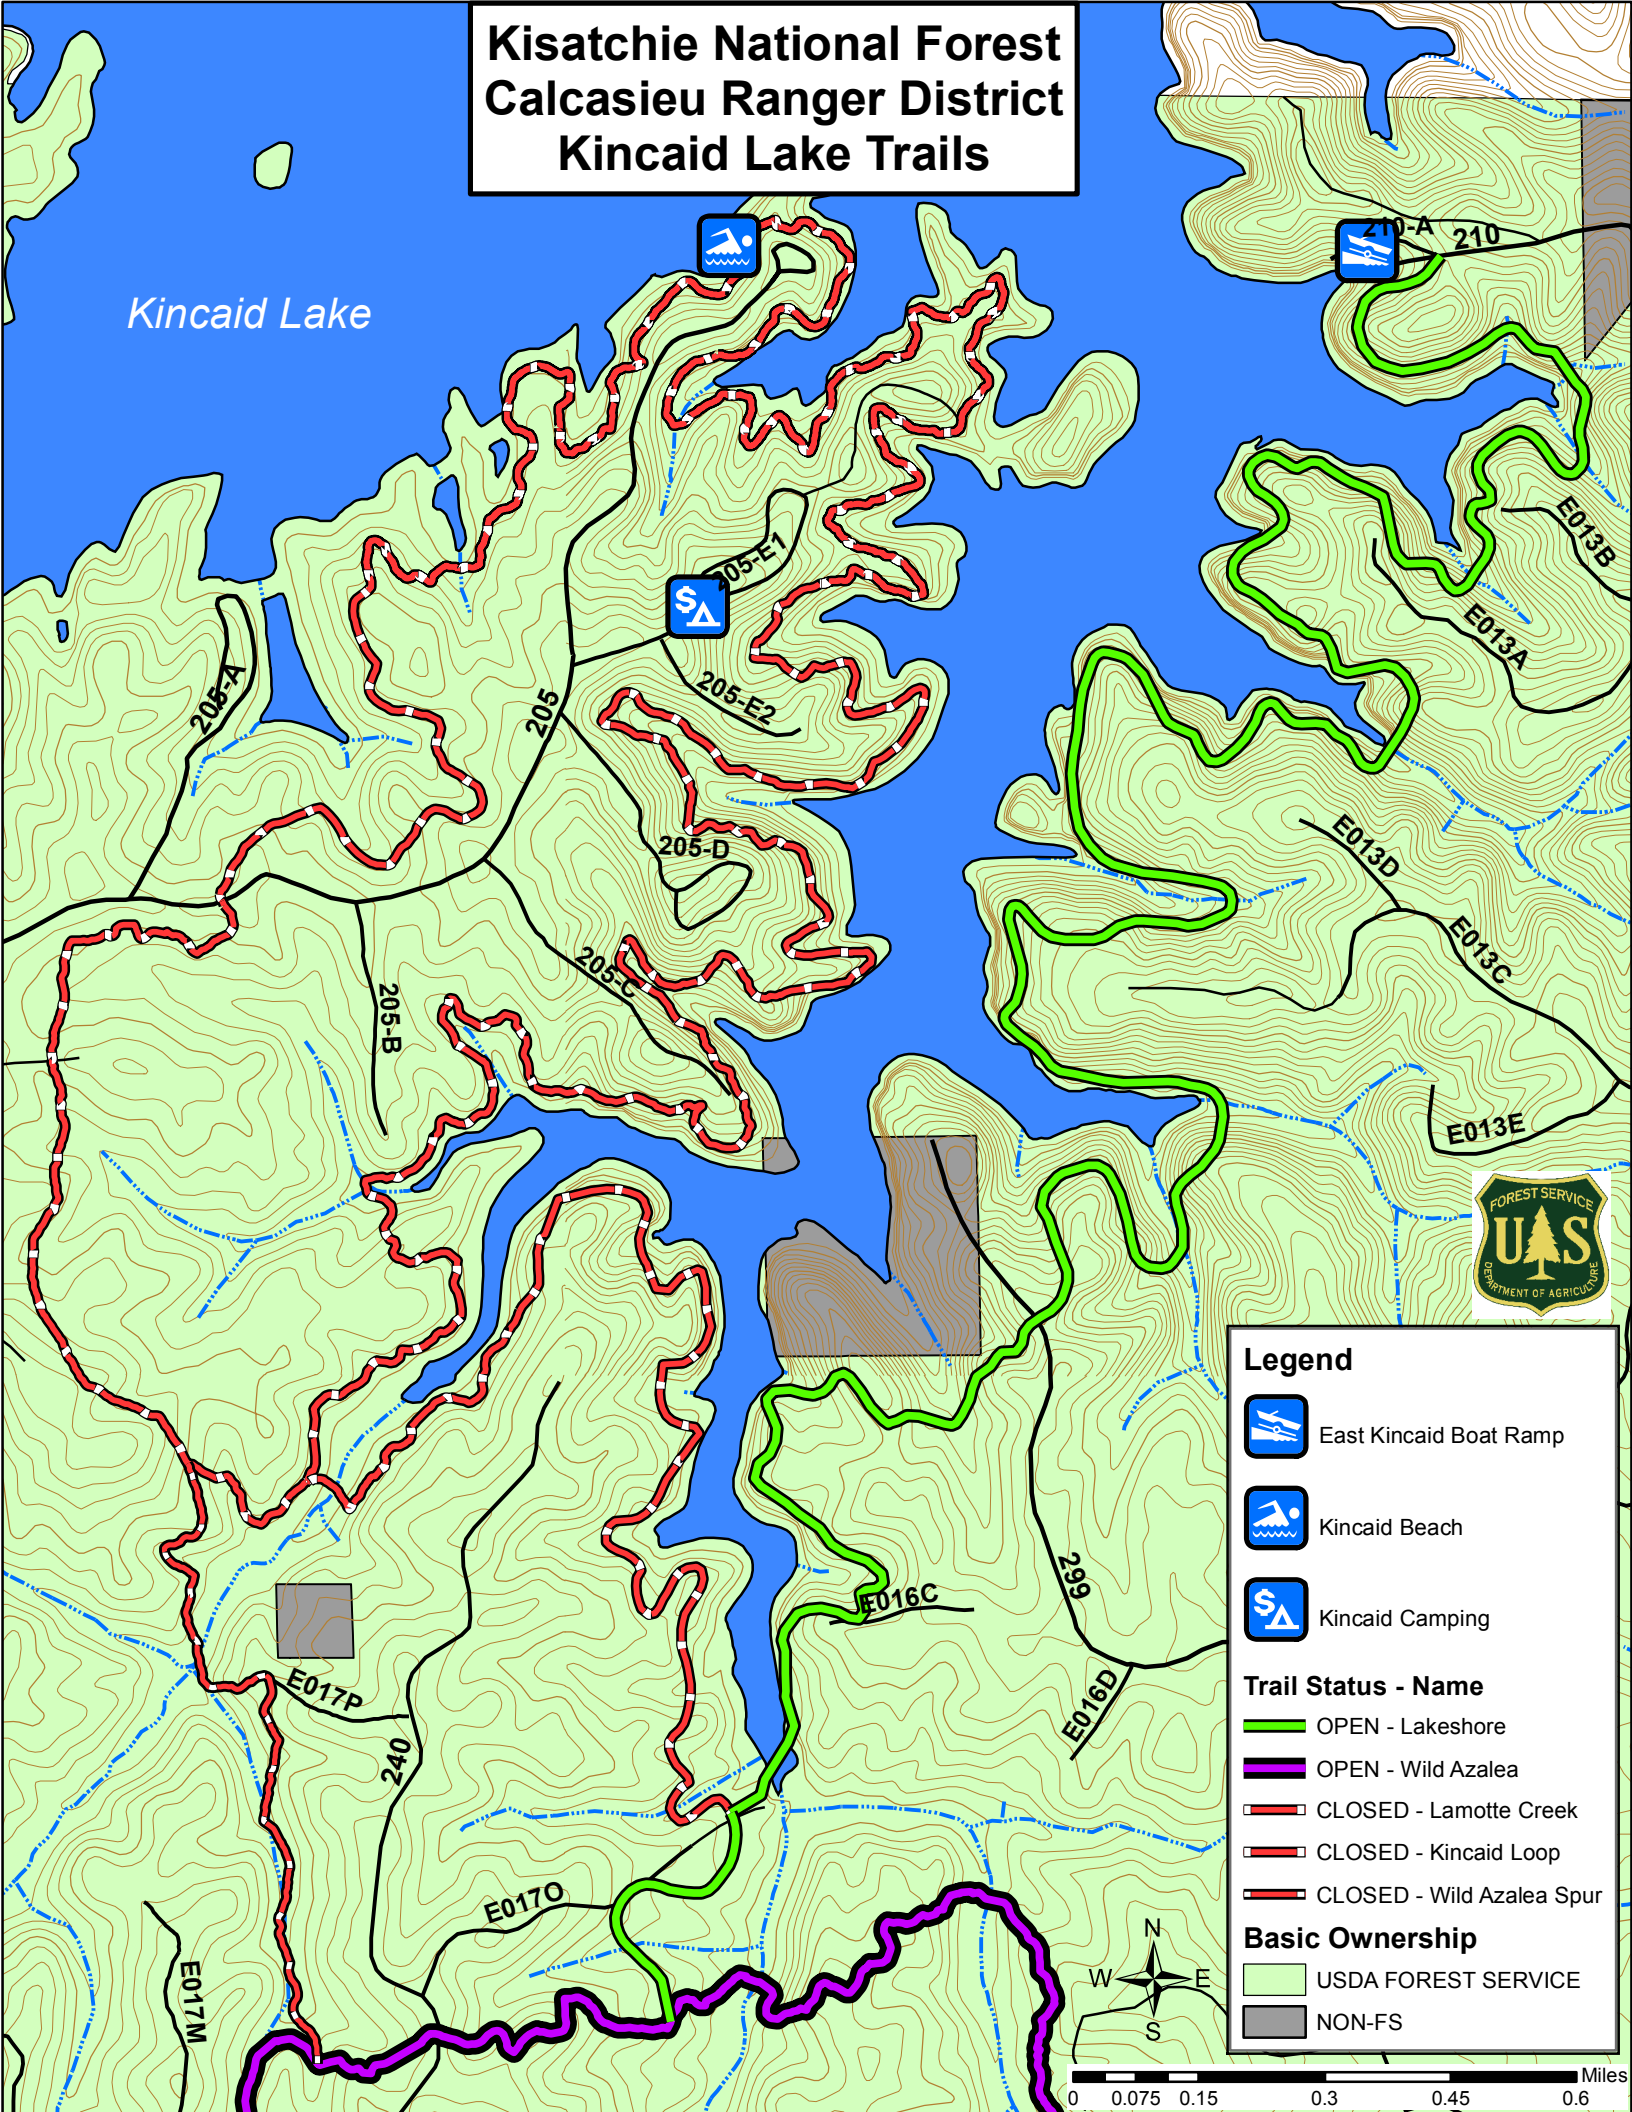 Kisatchie National Forest
Calcasieu Ranger District
Kincaid Lake Trails
Kincaid Lake
210-A
210
E013B
E013A
205-E1
205-E2
205-A
205
205-D
E013D
E013C
205-C
205-B
E013E
FOREST SERVICE
U S
DEPARTMENT OF AGRICULTURE
299
E016C
E016D
E017P
240
E017O
E017M
Legend
East Kincaid Boat Ramp
Kincaid Beach
$
Kincaid Camping
Trail Status - Name
OPEN - Lakeshore
OPEN - Wild Azalea
CLOSED - Lamotte Creek
CLOSED - Kincaid Loop
CLOSED - Wild Azalea Spur
Basic Ownership
USDA FOREST SERVICE
NON-FS
N
W E
S
Miles
0 0.075 0.15 0.3 0.45 0.6